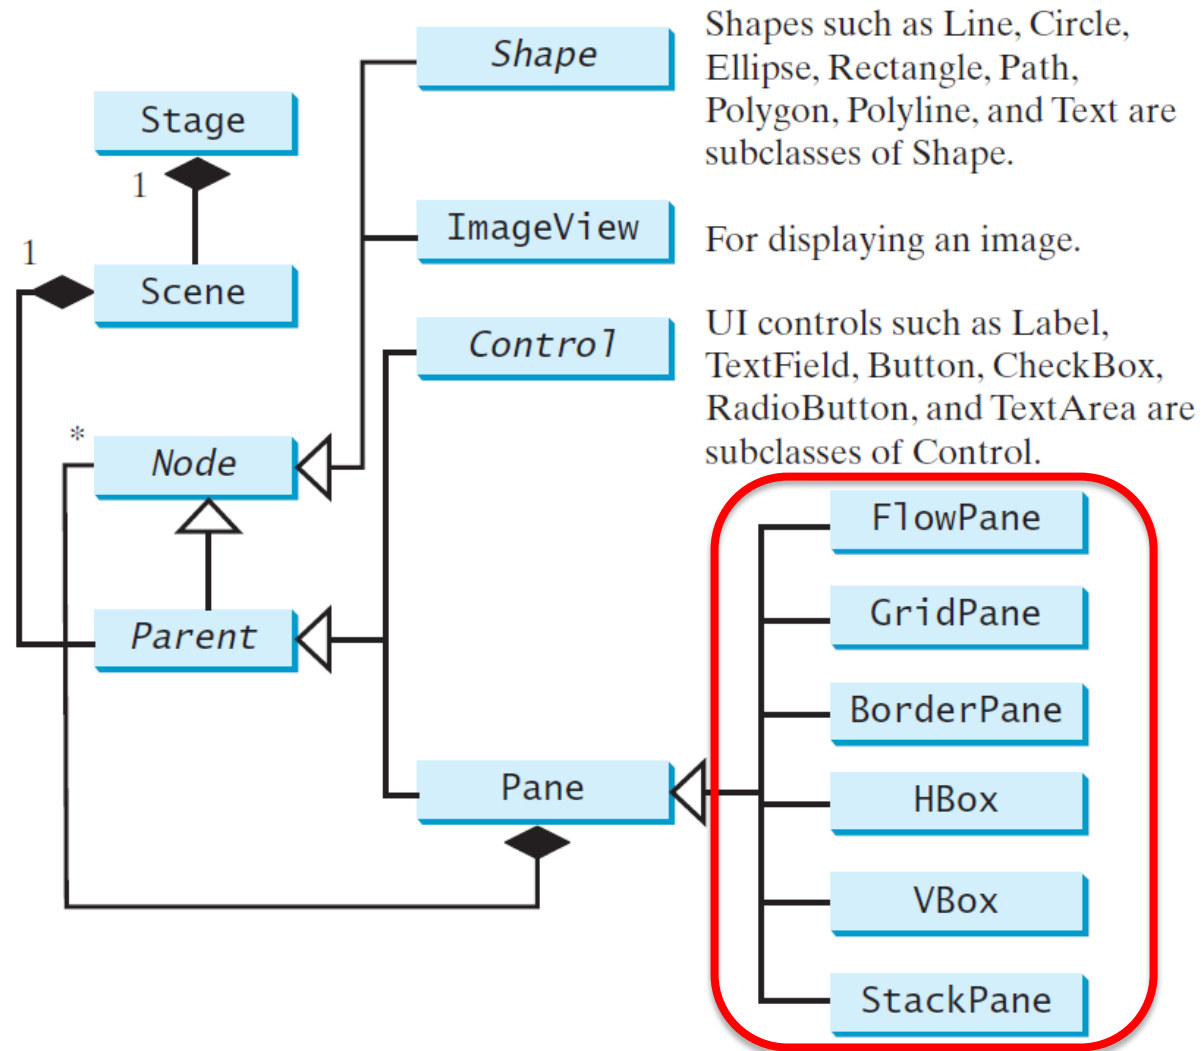 Shape
Shapes such as Line, Circle,
Ellipse, Rectangle, Path,
Polygon, Polyline, and Text are
subclasses of Shape.
Stage
1
ImageView
For displaying an image.
1
Scene
Control
UI controls such as Label,
TextField, Button, CheckBox,
RadioButton, and TextArea are
subclasses of Control.
*
Node
FlowPane
GridPane
Parent
BorderPane
Pane
HBox
VBox
StackPane